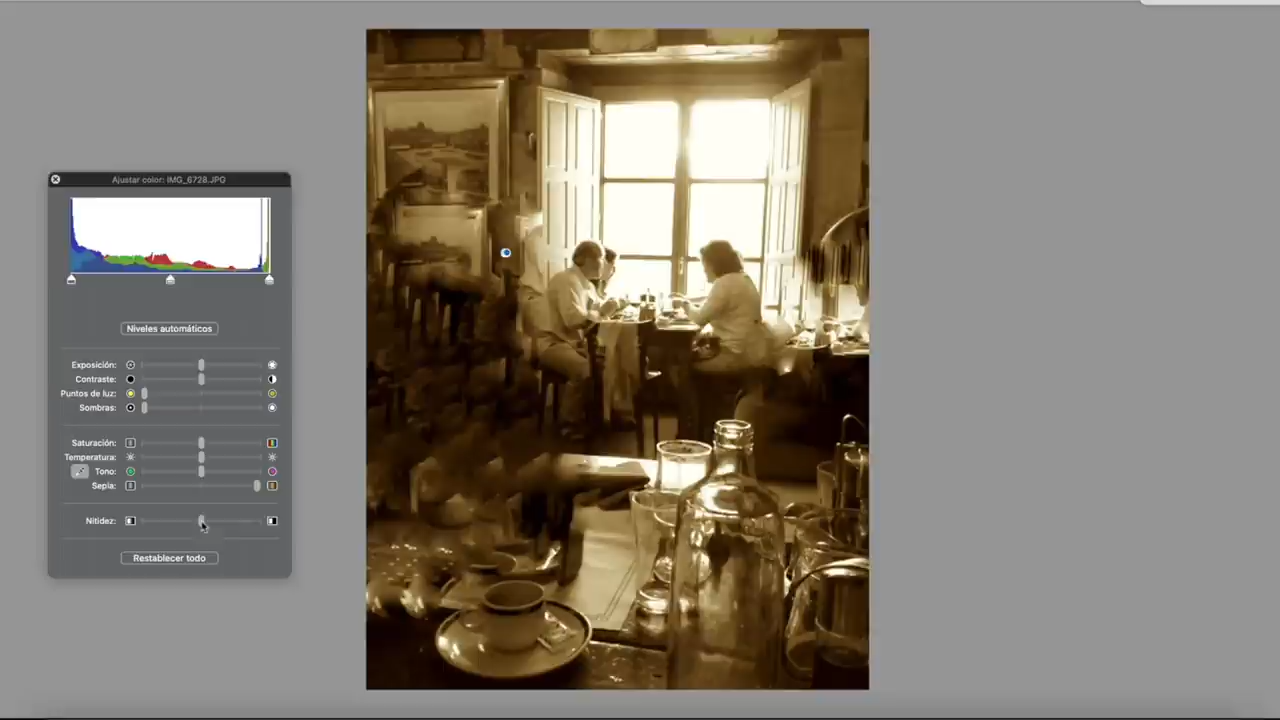 Ajustar color: IMG_6728.JPG
Niveles automáticos
Exposición:
Contraste:
Puntos de luz:
Sombras:
Saturación:
Temperatura:
Tono:
Sepia:
Nitidez:
Restablecer todo